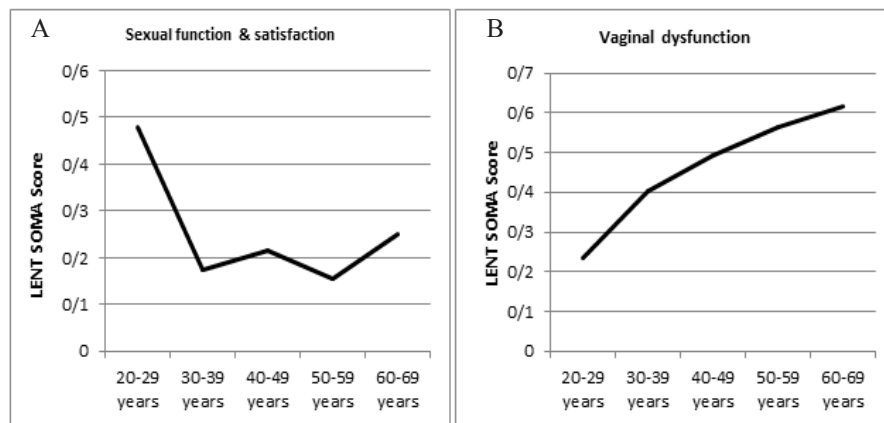 A
Sexual function & satisfaction
LENT SOMA Score
0/6
0/5
0/4
0/3
0/2
0/1
0
20-29 years
30-39 years
40-49 years
50-59 years
60-69 years
B
Vaginal dysfunction
LENT SOMA Score
0/7
0/6
0/5
0/4
0/3
0/2
0/1
0
20-29 years
30-39 years
40-49 years
50-59 years
60-69 years